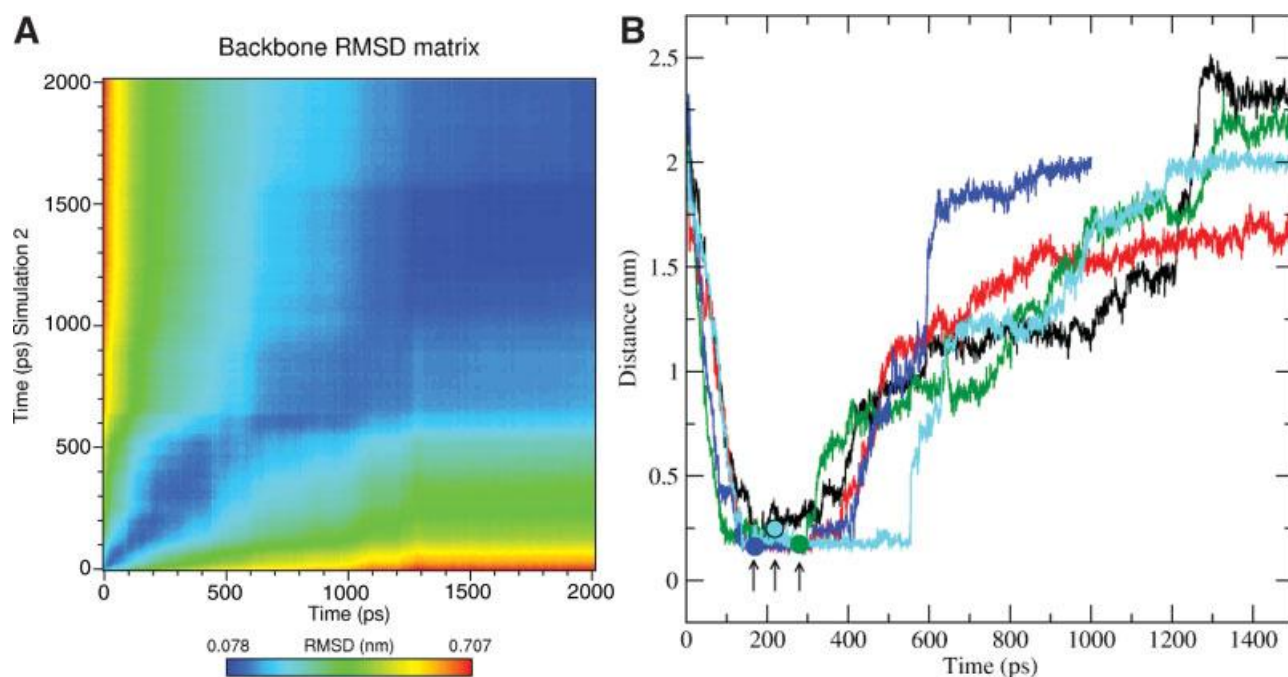 A
Backbone RMSD matrix
2000
1500
1000
500
0
Time (ps) Simulation 2
0 500 1000 1500 2000
Time (ps)
0.078 RMSD (nm) 0.707
B
2.5
2
1.5
1
0.5
0
Distance (nm)
0 200 400 600 800 1000 1200 1400
Time (ps)